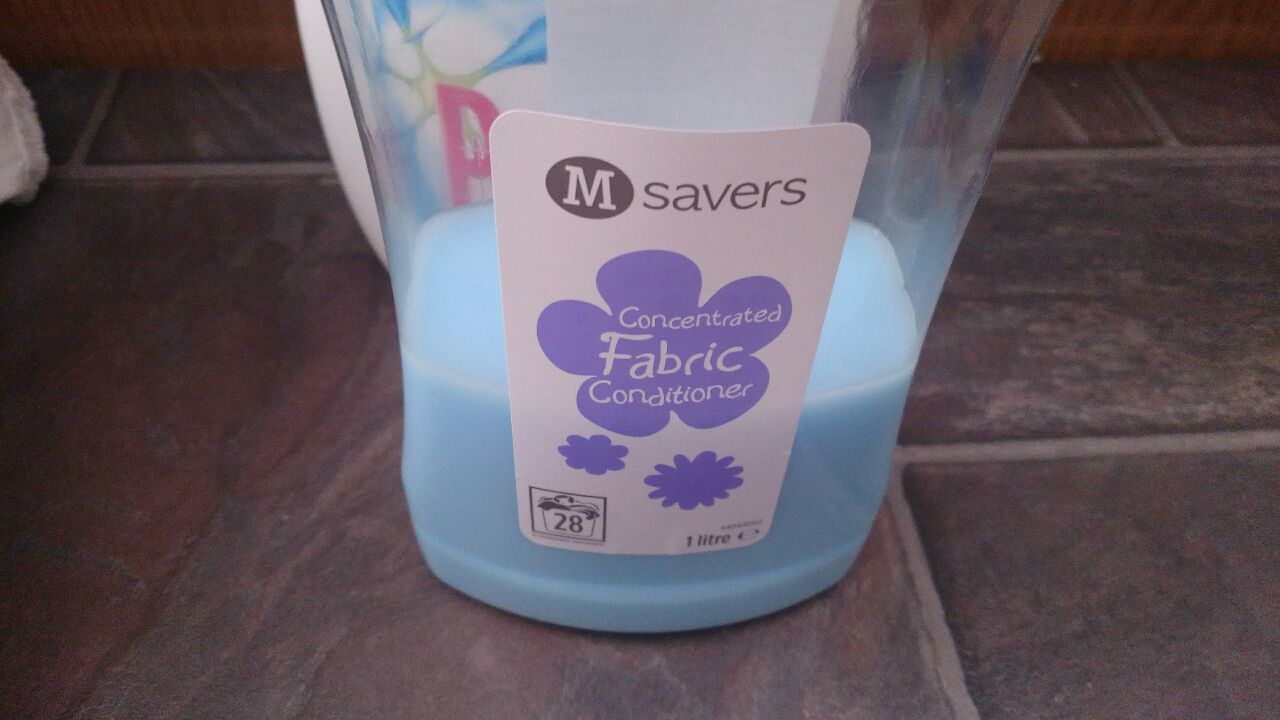 P
M savers
Concentrated
Fabric
Conditioner
28
1 litre ℮